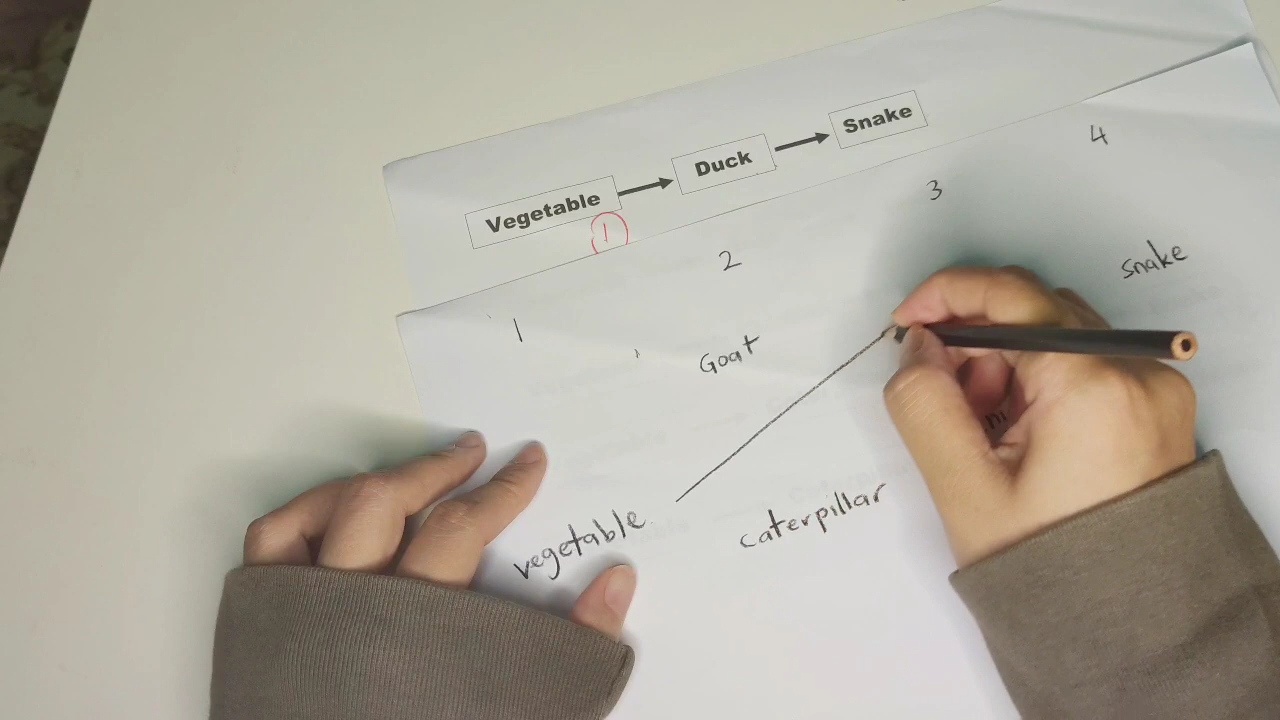 Vegetable Duck Snake
1
1 2 3 4
Goat snake
vegetable caterpillar